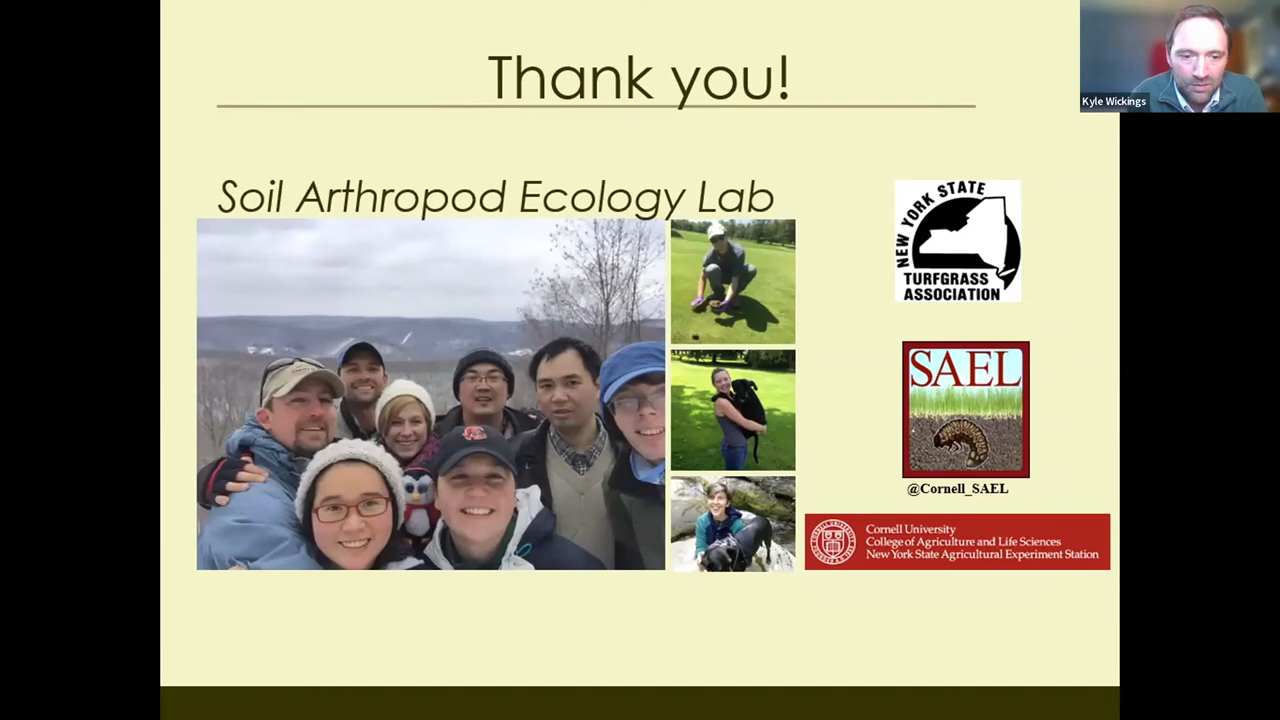 Thank you!
Kyle Wickings
Soil Arthropod Ecology Lab
NEW YORK STATE
TURFGRASS
ASSOCIATION
SAEL
@Cornell_SAEL
Cornell University
College of Agriculture and Life Sciences
New York State Agricultural Experiment Station